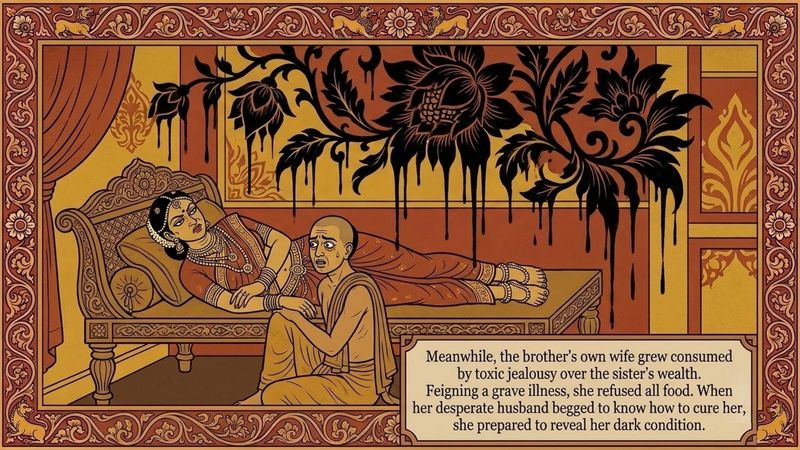 Meanwhile, the brother's own wife grew consumed
by toxic jealousy over the sister's wealth.
Feigning a grave illness, she refused all food. When
her desperate husband begged to know how to cure her,
she prepared to reveal her dark condition.